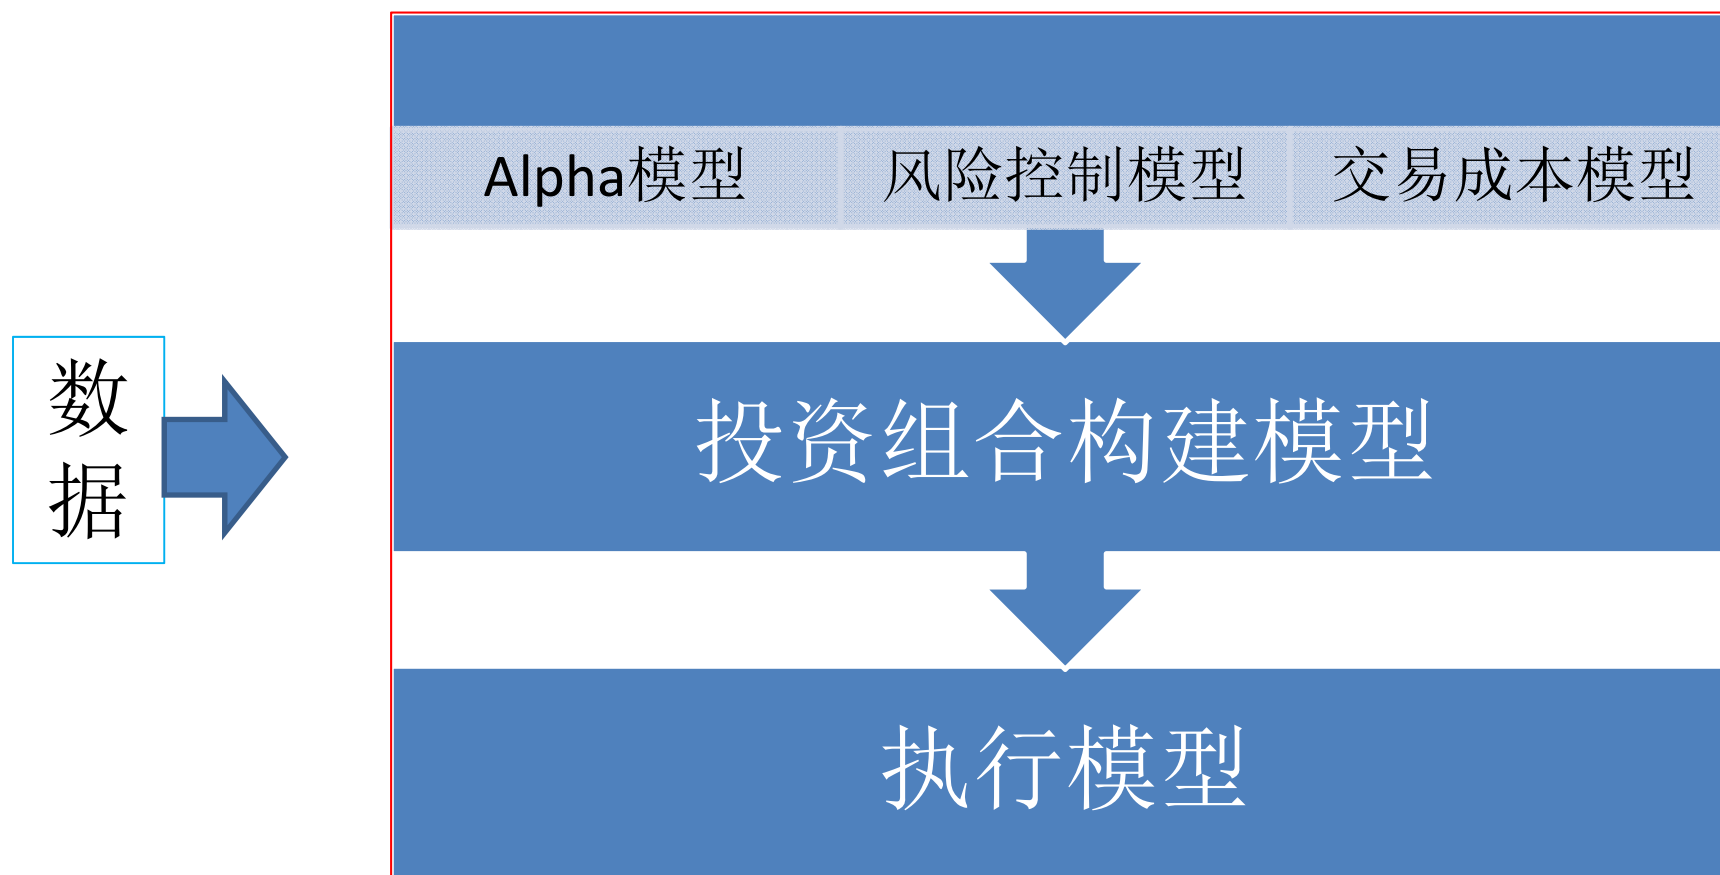 Alpha模型
风险控制模型
交易成本模型
数
据
投资组合构建模型
执行模型